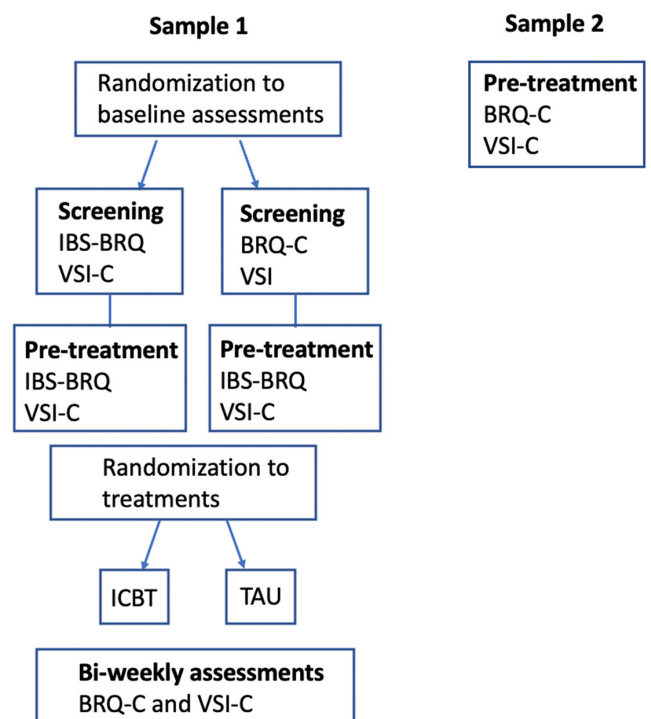 Sample 1
Sample 2
Randomization to
baseline assessments
Pre-treatment
BRQ-C
VSI-C
Screening
IBS-BRQ
VSI-C
Screening
BRQ-C
VSI
Pre-treatment
IBS-BRQ
VSI-C
Pre-treatment
IBS-BRQ
VSI-C
Randomization to
treatments
ICBT
TAU
Bi-weekly assessments
BRQ-C and VSI-C